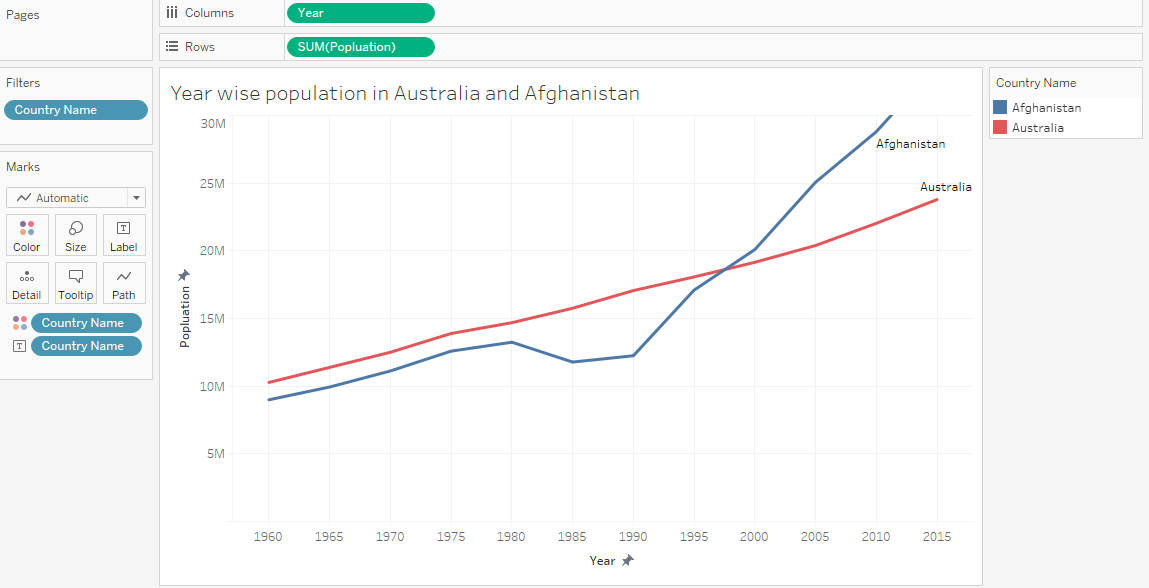 Pages
Columns
Year
Rows
SUM(Popluation)
Filters
Country Name
Marks
Automatic
Color
Size
T
Label
Detail
Tooltip
Path
Country Name
T
Country Name
Year wise population in Australia and Afghanistan
30M
25M
20M
15M
10M
5M
Popluation
Afghanistan
Australia
1960
1965
1970
1975
1980
1985
1990
1995
2000
2005
2010
2015
Year
Country Name
Afghanistan
Australia